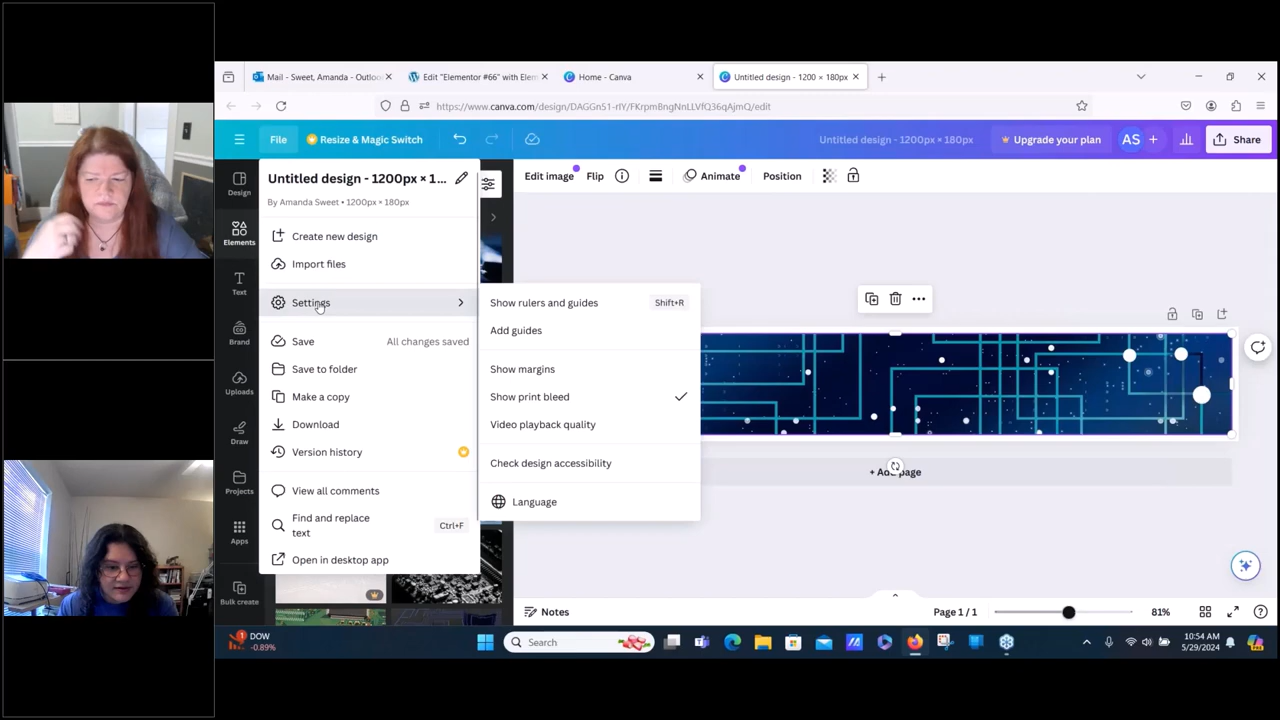 Mail - Sweet, Amanda - Outloo
Edit "Elementor #66" with Elem
Home - Canva
Untitled design - 1200 × 180px
https://www.canva.com/design/DAGGn51-rIY/FKrpmBngNnLLVfQ36qAjmQ/edit
File
Resize & Magic Switch
Untitled design - 1200px × 180px
Upgrade your plan
AS
Share
Design
Elements
Text
Brand
Uploads
Draw
Projects
Apps
Bulk create
Untitled design - 1200px × 1...
By Amanda Sweet • 1200px × 180px
Create new design
Import files
Settings
Save All changes saved
Save to folder
Make a copy
Download
Version history
View all comments
Find and replace
text Ctrl+F
Open in desktop app
Show rulers and guides Shift+R
Add guides
Show margins
Show print bleed
Video playback quality
Check design accessibility
Language
Edit image
Flip
Animate
Position
+ Add page
Notes
Page 1 / 1
81%
1
DOW
-0.89%
Search
10:54 AM
5/29/2024